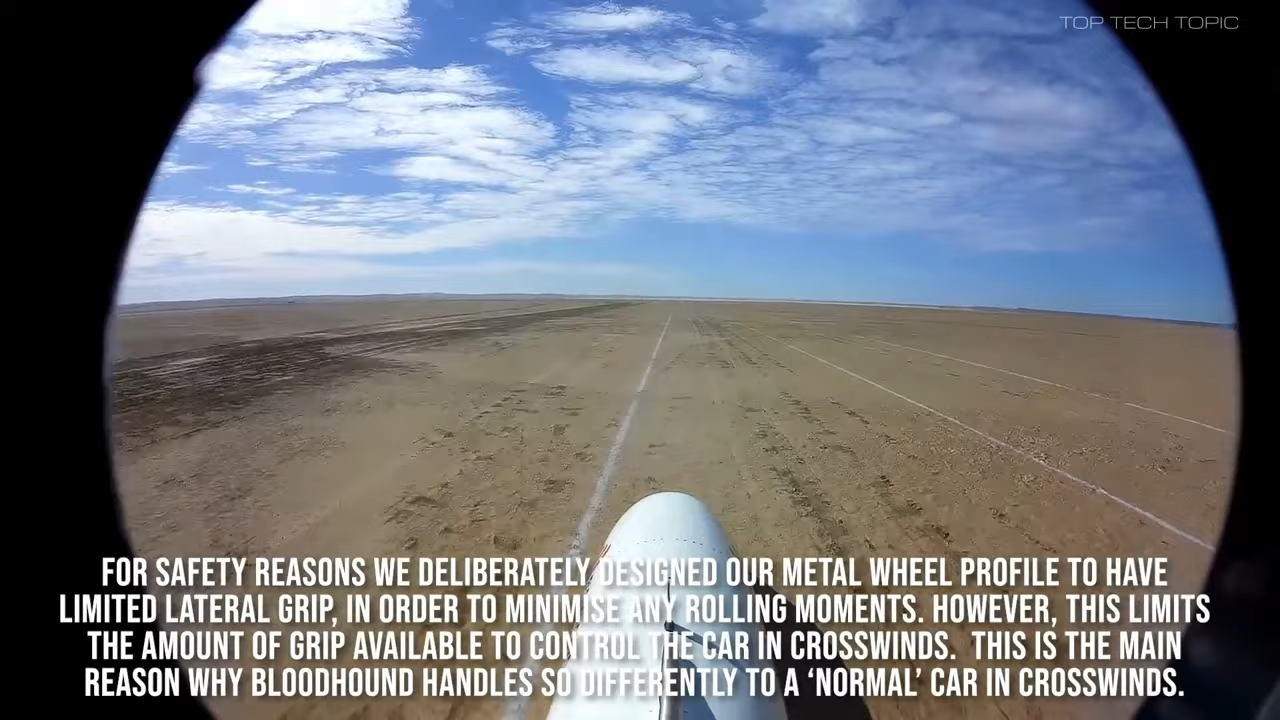 TOP TECH TOPIC
FOR SAFETY REASONS WE DELIBERATELY DESIGNED OUR METAL WHEEL PROFILE TO HAVE
LIMITED LATERAL GRIP, IN ORDER TO MINIMISE ANY ROLLING MOMENTS. HOWEVER, THIS LIMITS
THE AMOUNT OF GRIP AVAILABLE TO CONTROL THE CAR IN CROSSWINDS. THIS IS THE MAIN
REASON WHY BLOODHOUND HANDLES SO DIFFERENTLY TO A ‘NORMAL’ CAR IN CROSSWINDS.